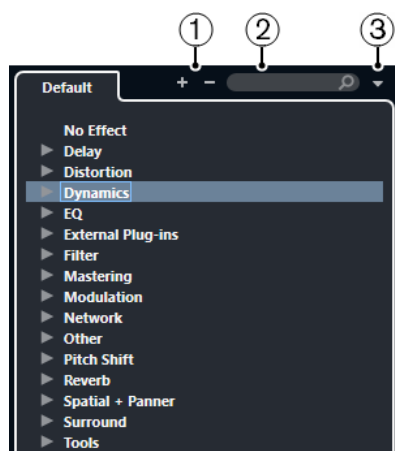 1 2 3
Default + −
No Effect
Delay
Distortion
Dynamics
EQ
External Plug-ins
Filter
Mastering
Modulation
Network
Other
Pitch Shift
Reverb
Spatial + Panner
Surround
Tools